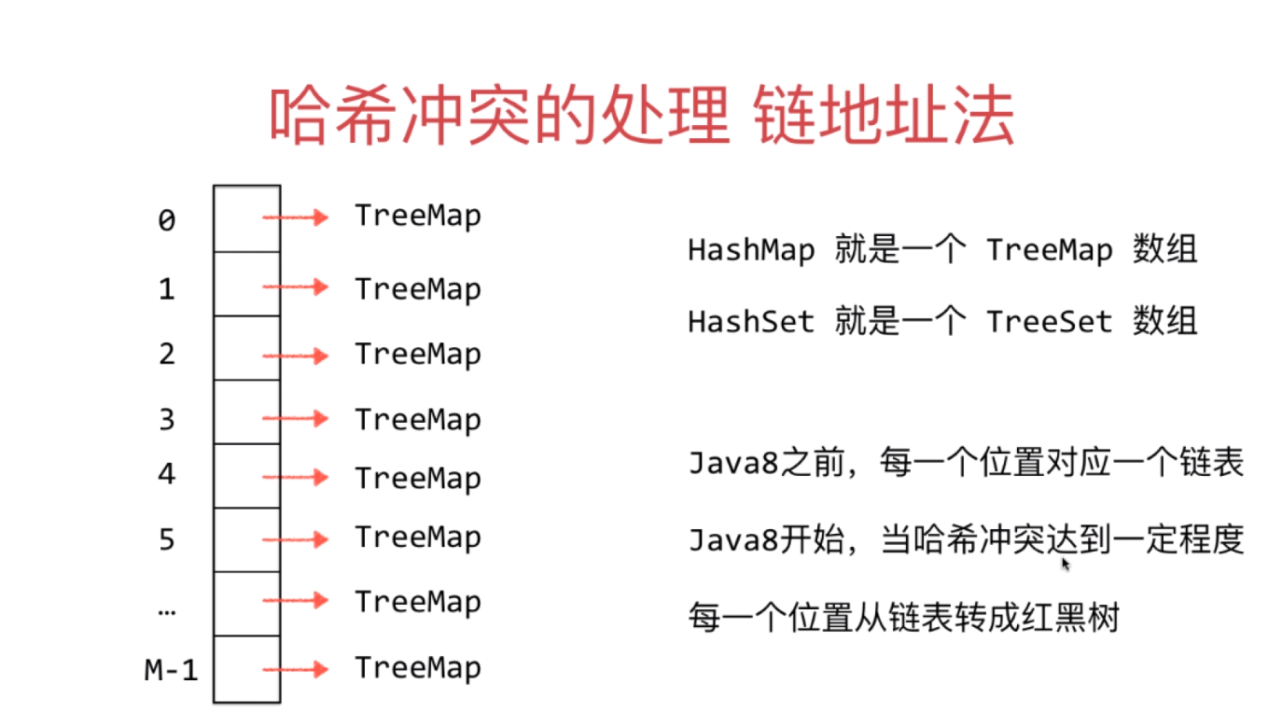 哈希冲突的处理 链地址法
0 TreeMap
1 TreeMap
2 TreeMap
3 TreeMap
4 TreeMap
5 TreeMap
… TreeMap
M-1 TreeMap
HashMap 就是一个 TreeMap 数组
HashSet 就是一个 TreeSet 数组
Java8之前，每一个位置对应一个链表
Java8开始，当哈希冲突达到一定程度
每一个位置从链表转成红黑树